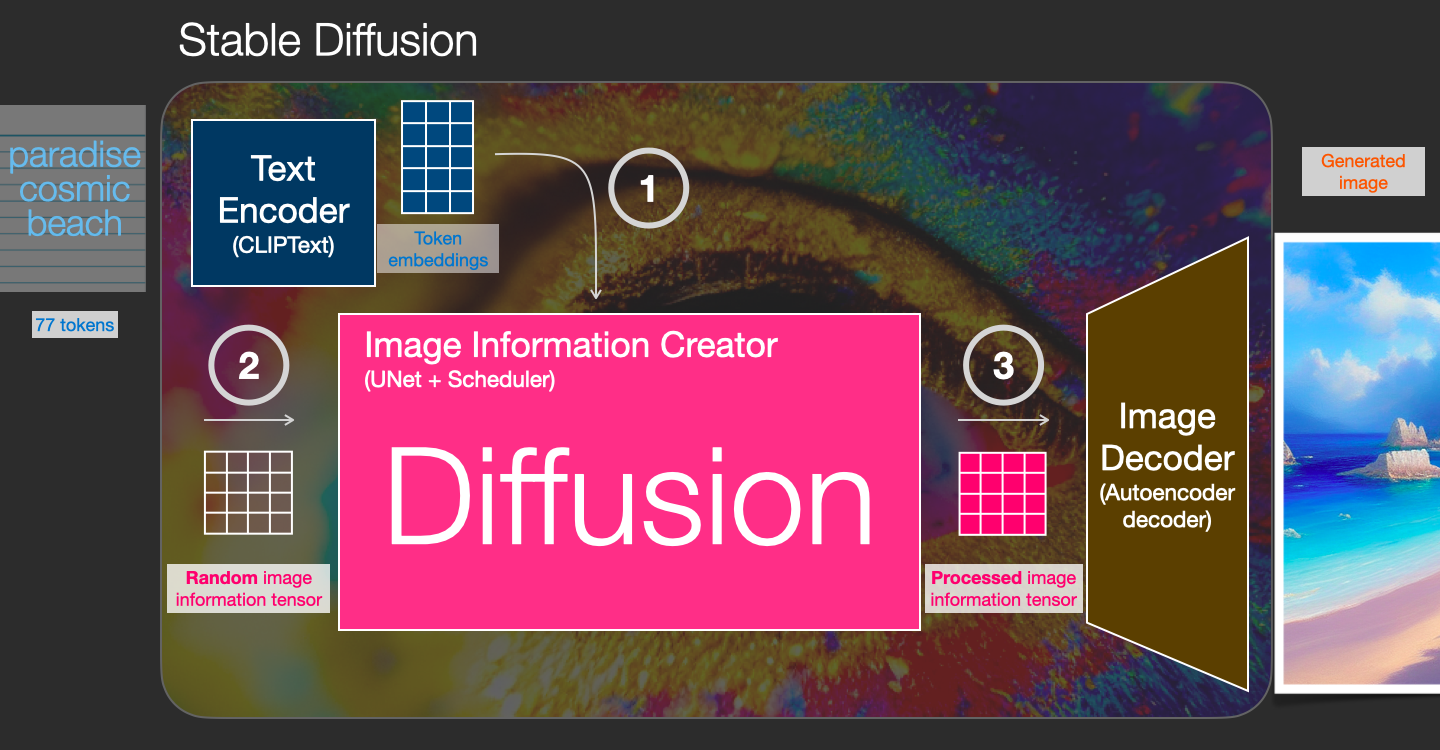 Stable Diffusion
paradise
cosmic
beach
77 tokens
Text
Encoder
(CLIPText)
Token
embeddings
1
2
Random image
information tensor
Image Information Creator
(UNet + Scheduler)
Diffusion
3
Processed image
information tensor
Image
Decoder
(Autoencoder
decoder)
Generated
image